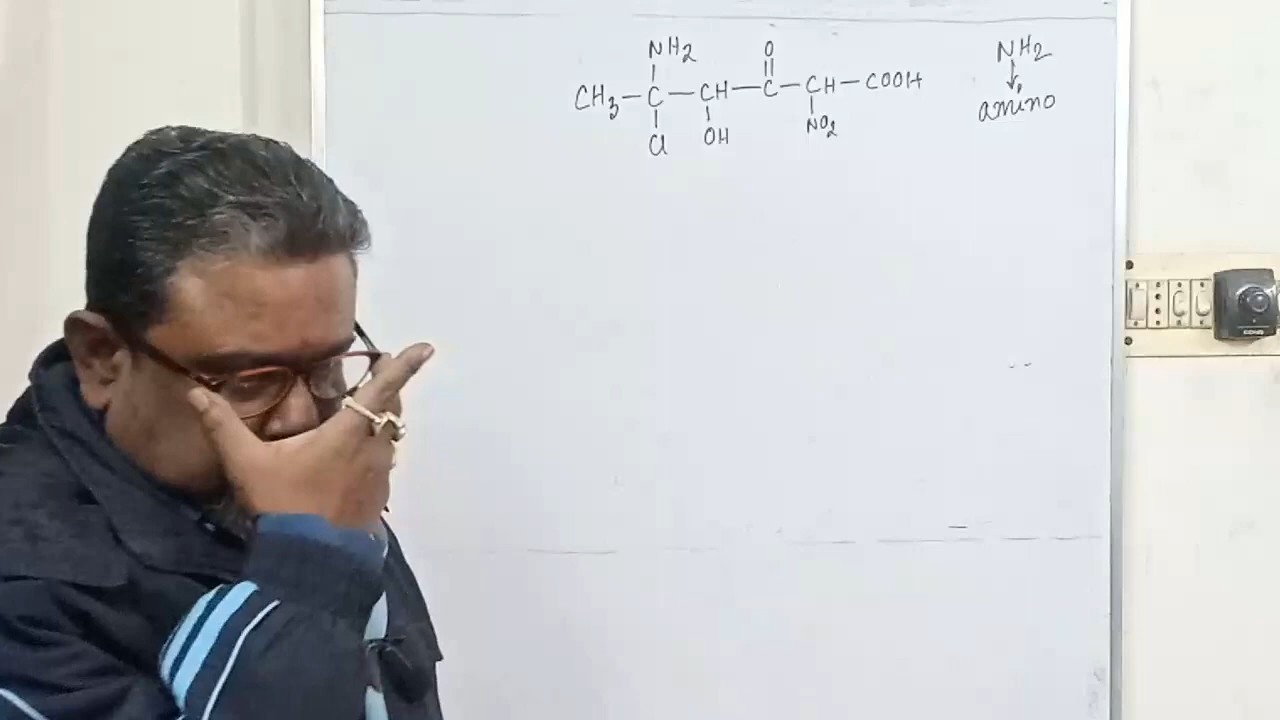 NH2
CH3-C-CH-C-CH-COOH
O
Cl
OH
NO2
NH2
↓
amino